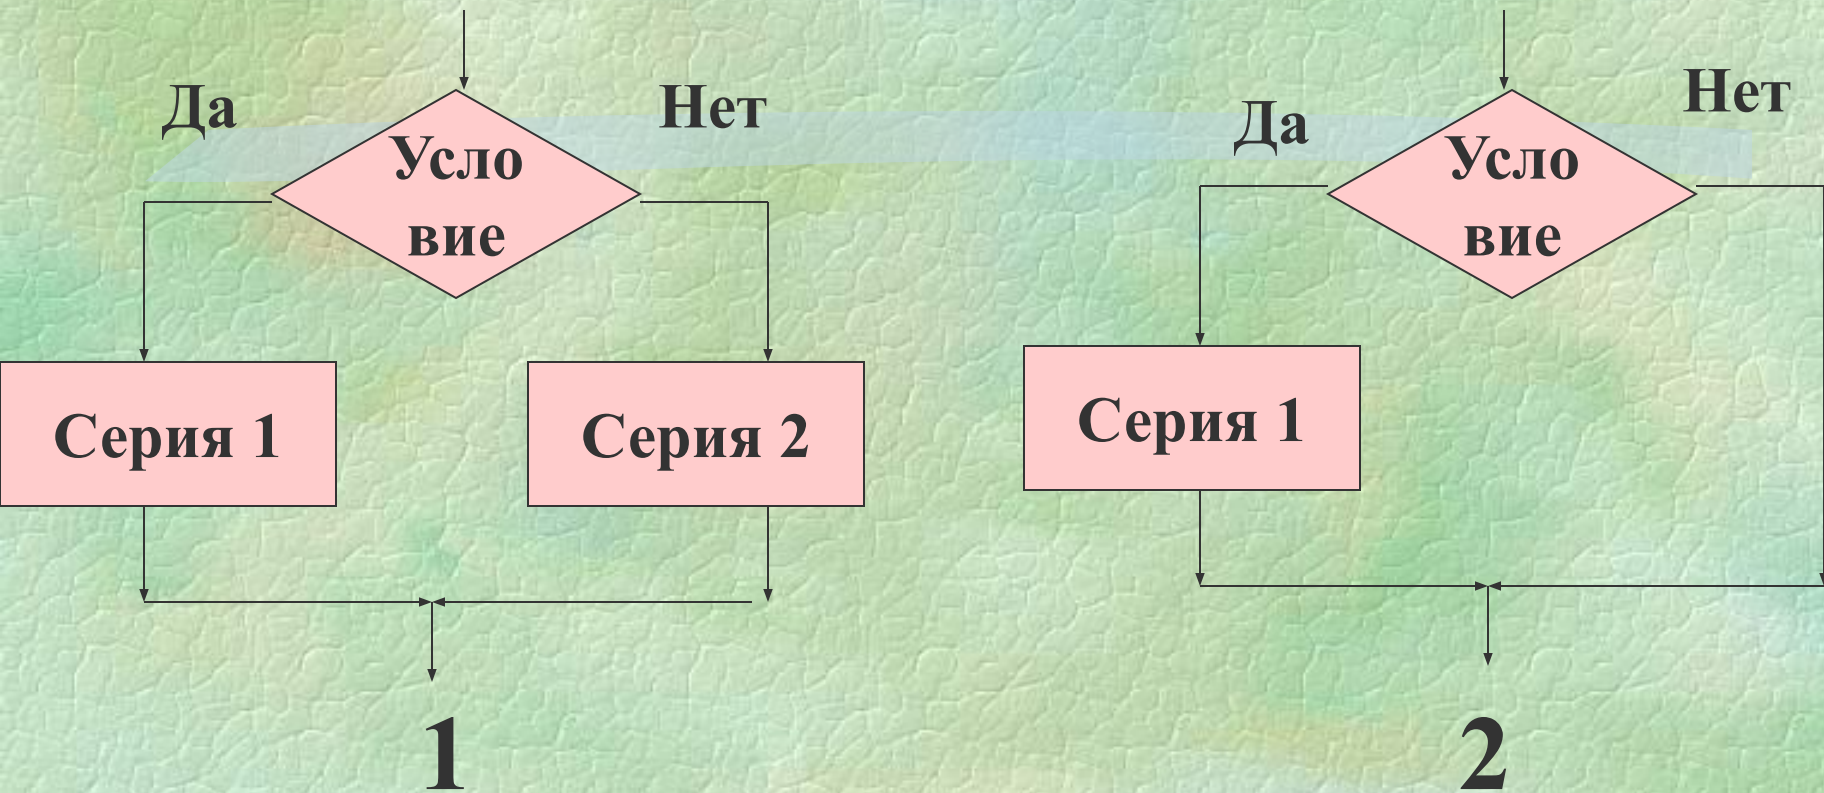 Да
Усло
вие
Нет
Серия 1
Серия 2
1
Да
Усло
вие
Нет
Серия 1
2